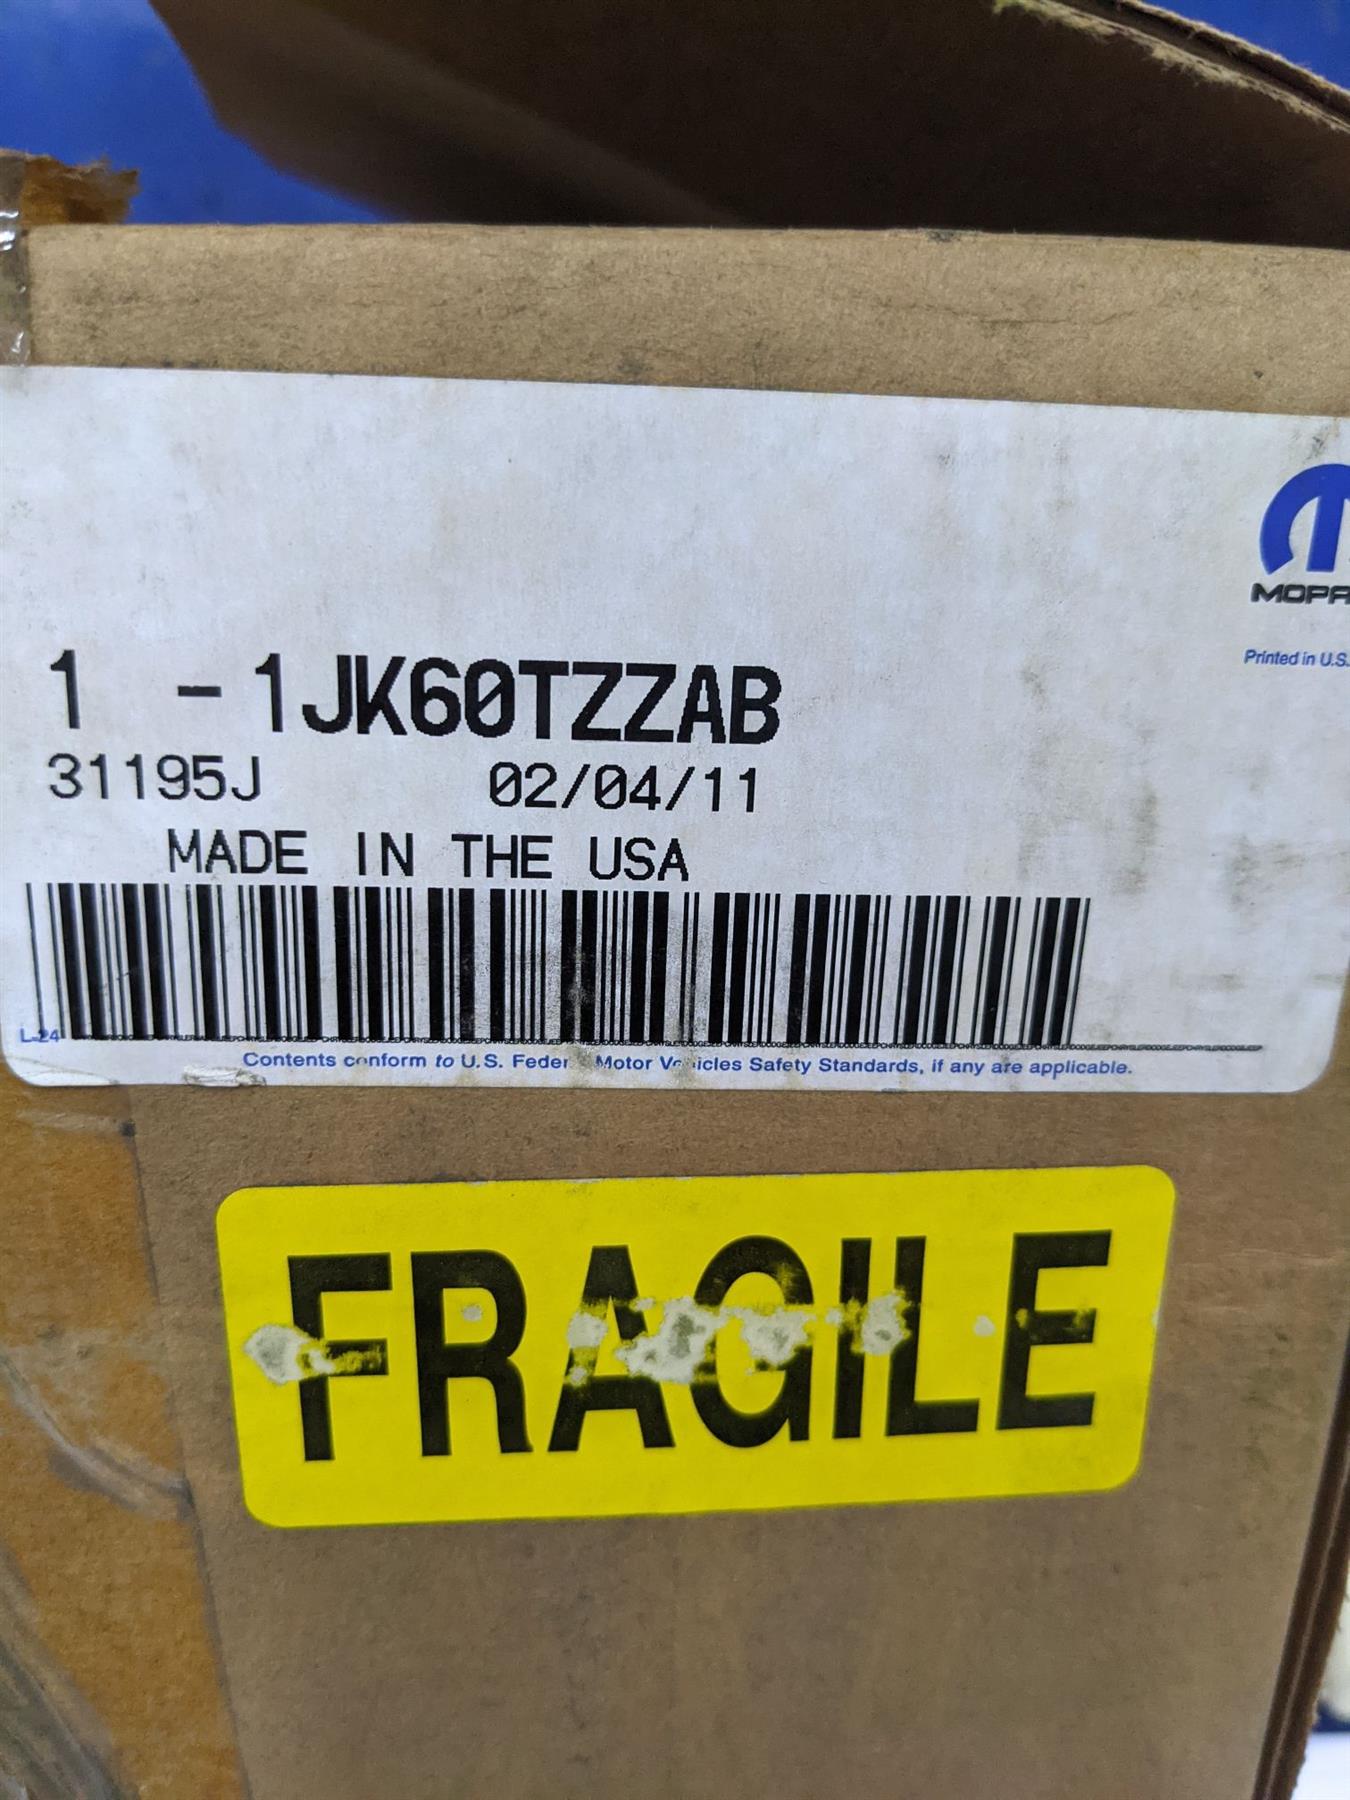 MOPAR
Printed in U.S.
1 -1JK60TZZAB
31195J 02/04/11
MADE IN THE USA
L-24
Contents conform to U.S. Feder Motor Vehicles Safety Standards, if any are applicable.
FRAGILE